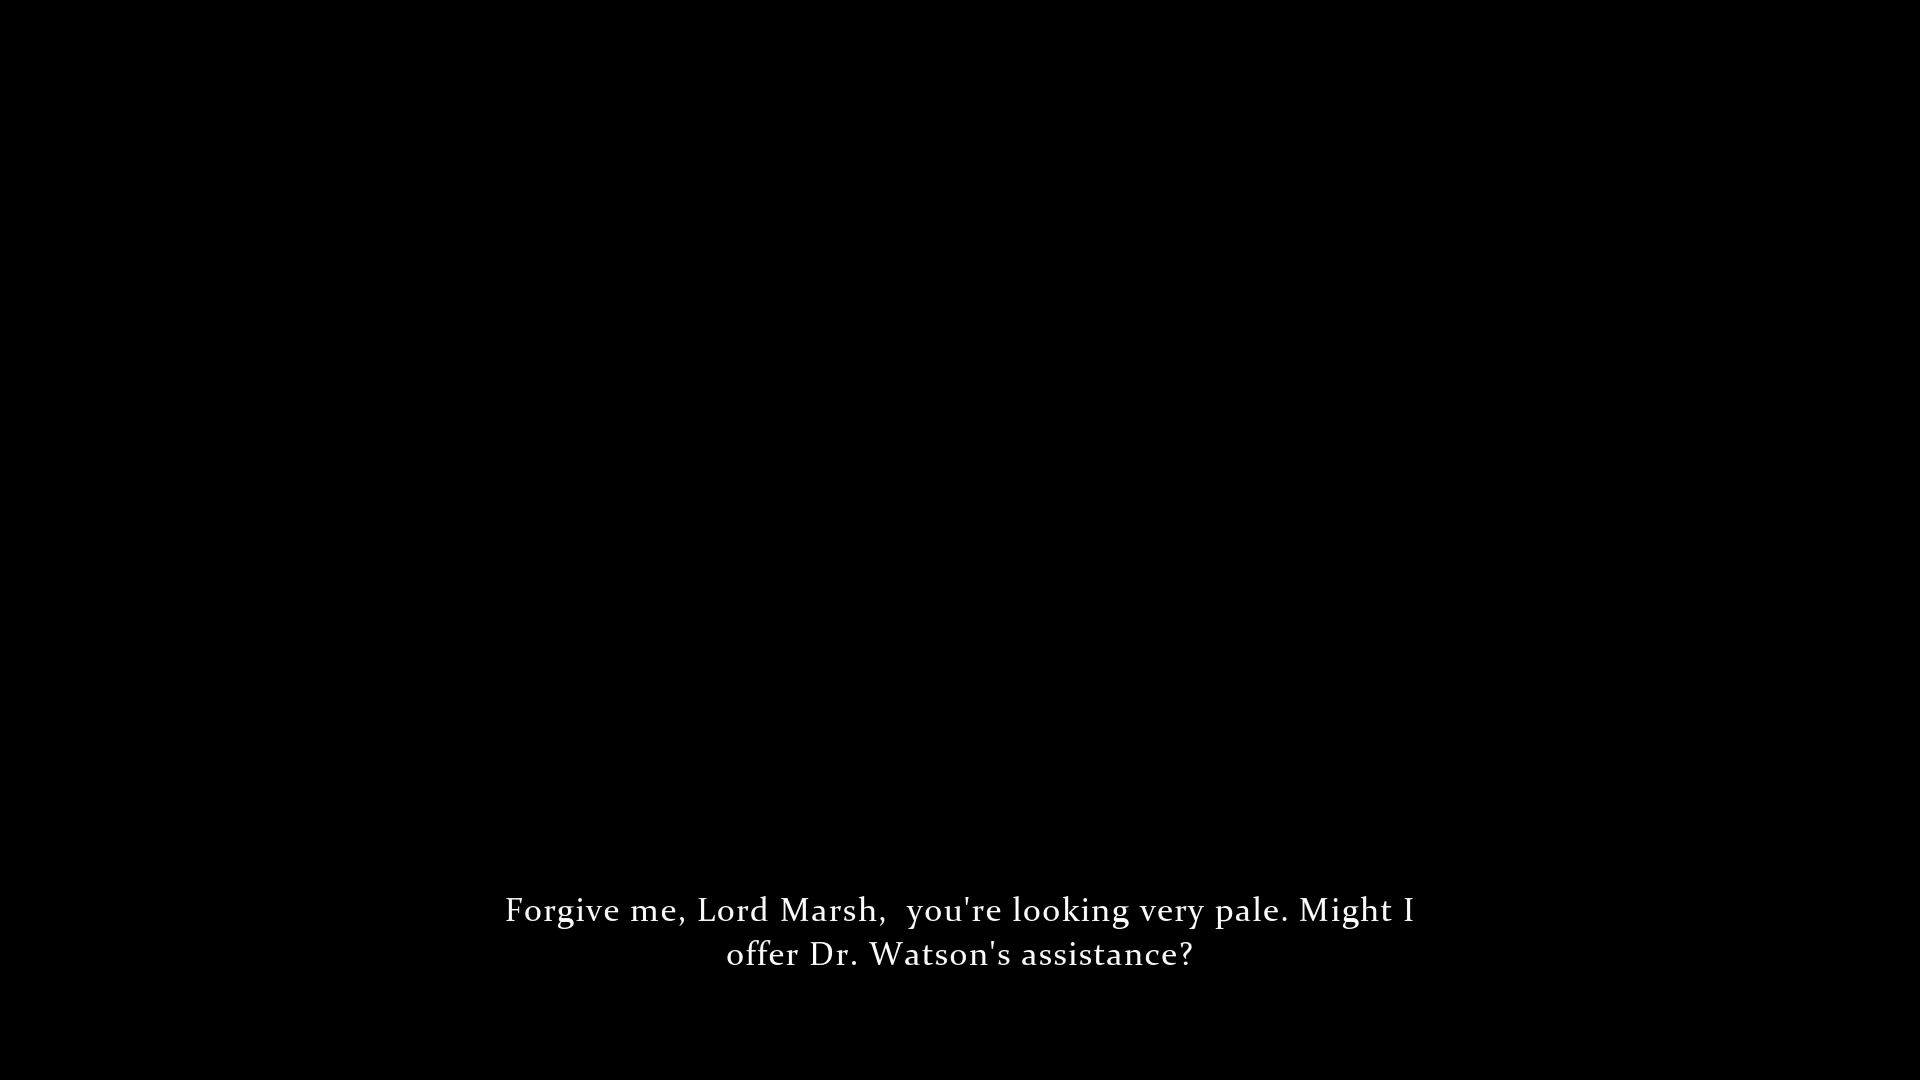 Forgive me, Lord Marsh,  you're looking very pale. Might I
offer Dr. Watson's assistance?